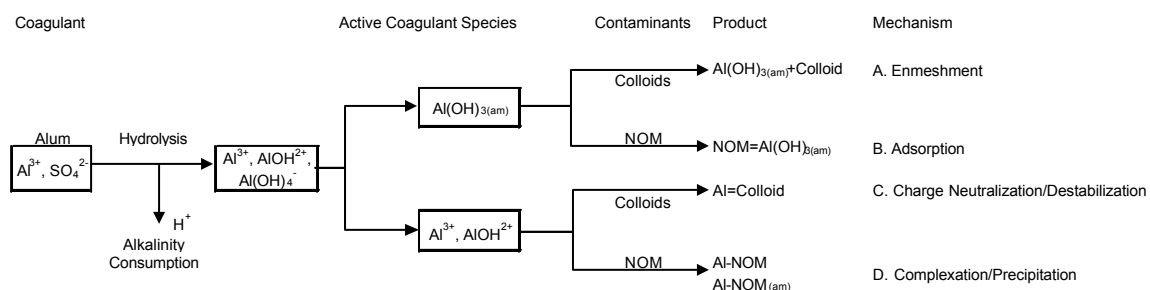 Coagulant Active Coagulant Species Contaminants Product Mechanism
Colloids Al(OH)₃₍ₐₘ₎+Colloid A. Enmeshment
Al(OH)₃₍ₐₘ₎
Alum Hydrolysis NOM NOM=Al(OH)₃₍ₐₘ₎ B. Adsorption
Al³⁺, SO₄²⁻ Al³⁺, AlOH²⁺,
Al(OH)₄⁻
Colloids Al=Colloid C. Charge Neutralization/Destabilization
H⁺ Al³⁺, AlOH²⁺
Alkalinity
Consumption
NOM Al-NOM D. Complexation/Precipitation
Al-NOM₍ₐₘ₎